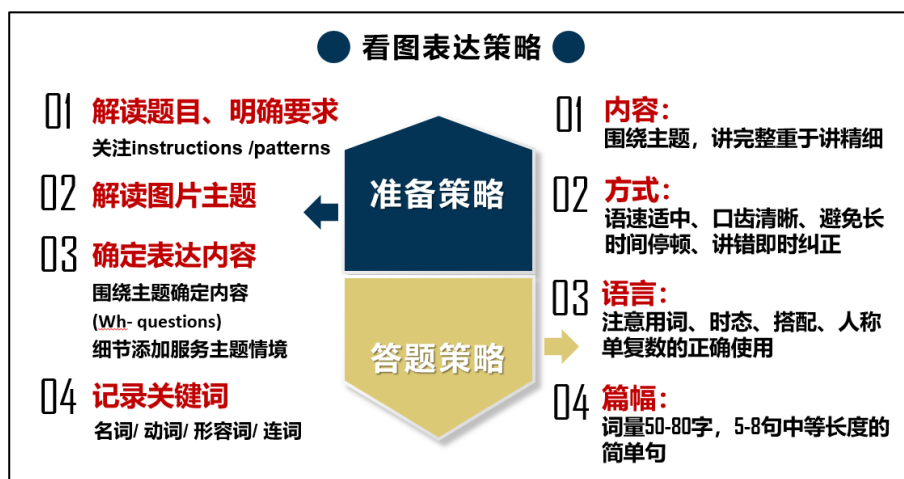 看图表达策略
01 解读题目、明确要求
关注instructions /patterns
02 解读图片主题
03 确定表达内容
围绕主题确定内容
(Wh- questions)
细节添加服务主题情境
04 记录关键词
名词/ 动词/ 形容词/ 连词
准备策略
答题策略
01 内容：
围绕主题，讲完整重于讲精细
02 方式：
语速适中、口齿清晰、避免长
时间停顿、讲错即时纠正
03 语言：
注意用词、时态、搭配、人称
单复数的正确使用
04 篇幅：
词量50-80字，5-8句中等长度的
简单句